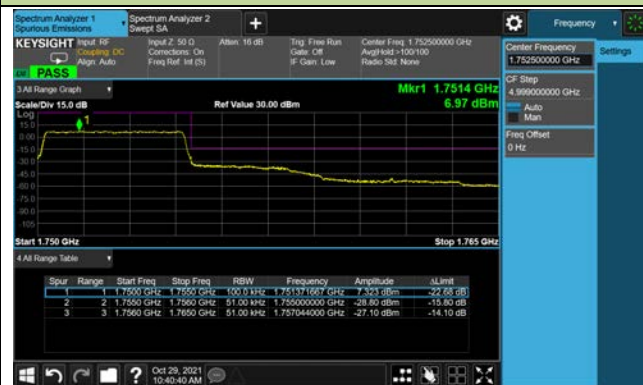 Spectrum Analyzer 1
Spurious Emissions
Spectrum Analyzer 2
Swept SA
+
Frequency
KEYSIGHT
Input: RF
Coupling: DC
Align: Auto
Input Z: 50 Ω
Corrections: On
Freq Ref: Int (S)
Atten: 16 dB
Trig: Free Run
Gate: Off
IF Gain: Low
Center Freq: 1.752500000 GHz
Avg|Hold:>100/100
Radio Std: None
PASS
Center Frequency
1.752500000 GHz
Settings
CF Step
4.999000000 GHz
Auto
Man
Freq Offset
0 Hz
3 All Range Graph
Mkr1 1.7514 GHz
6.97 dBm
Scale/Div 15.0 dB
Ref Value 30.00 dBm
Log
15.0
0.00
-15.0
-30.0
-45.0
-60.0
-75.0
-90.0
-105
1
Start 1.750 GHz
Stop 1.765 GHz
4 All Range Table
Spur Range Start Freq Stop Freq RBW Frequency Amplitude ΔLimit
1 1 1.7500 GHz 1.7550 GHz 100.0 kHz 1.751371667 GHz 7.323 dBm -22.68 dB
2 2 1.7550 GHz 1.7560 GHz 51.00 kHz 1.755000000 GHz -28.80 dBm -15.80 dB
3 3 1.7560 GHz 1.7650 GHz 51.00 kHz 1.757044000 GHz -27.10 dBm -14.10 dB
?
Oct 29, 2021
10:40:40 AM